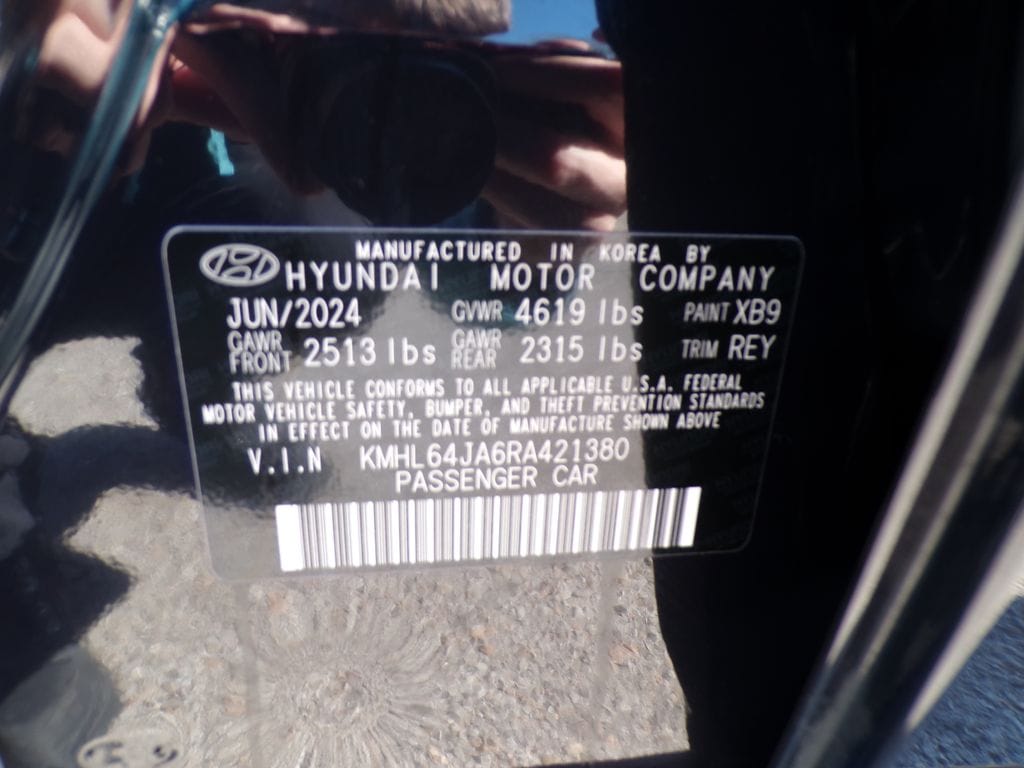 MANUFACTURED IN KOREA BY
HYUNDAI MOTOR COMPANY
JUN/2024 GVWR 4619 lbs PAINT XB9
GAWR FRONT 2513 lbs GAWR REAR 2315 lbs TRIM REY
THIS VEHICLE CONFORMS TO ALL APPLICABLE U.S.A. FEDERAL
MOTOR VEHICLE SAFETY, BUMPER, AND THEFT PREVENTION STANDARDS
IN EFFECT ON THE DATE OF MANUFACTURE SHOWN ABOVE
V.I.N KMHL64JA6RA421380
PASSENGER CAR